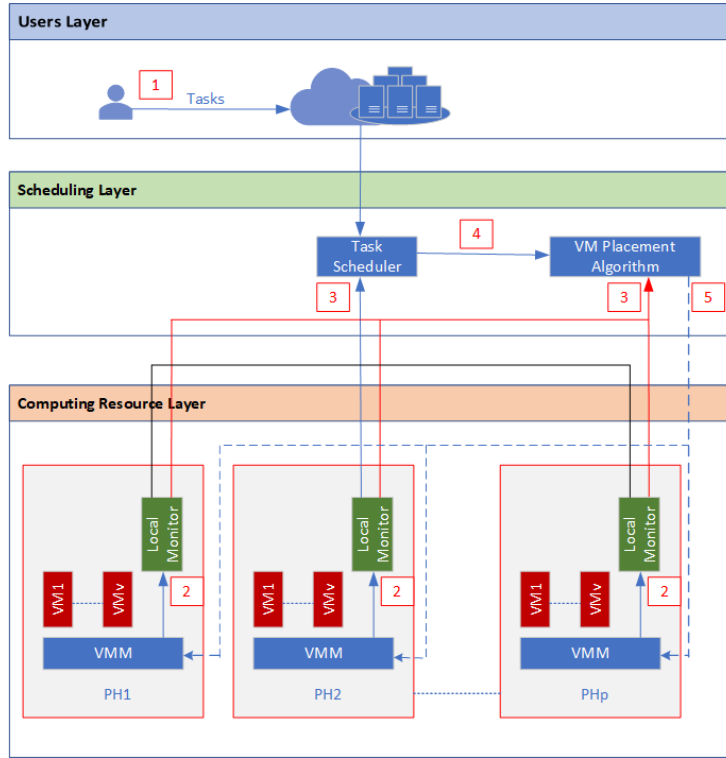 Users Layer
1
Tasks
Scheduling Layer
Task
Scheduler
4
VM Placement
Algorithm
3
3
5
Computing Resource Layer
Local
Monitor
Local
Monitor
Local
Monitor
VM1
VMv
2
VM1
VMv
2
VM1
VMv
2
VMM
VMM
VMM
PH1
PH2
PHp